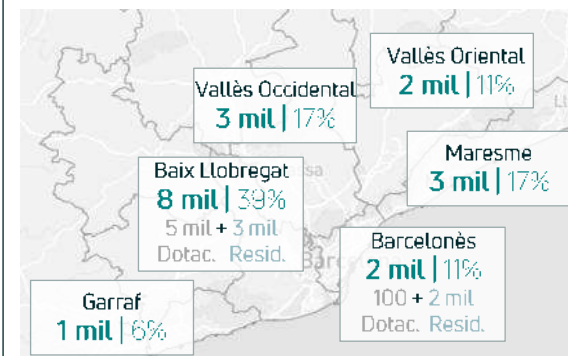 Vallès Oriental
2 mil | 11%
Vallès Occidental
3 mil | 17%
Maresme
3 mil | 17%
Baix Llobregat
8 mil | 39%
5 mil + 3 mil
Dotac. Resid.
Barcelonès
2 mil | 11%
100 + 2 mil
Dotac. Resid.
Garraf
1 mil | 6%